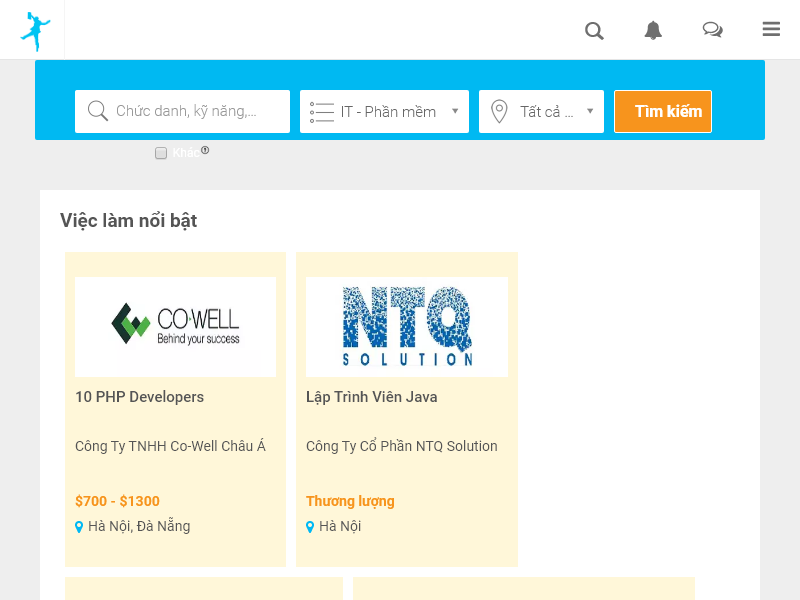 Chức danh, kỹ năng,...
IT - Phần mềm
Tất cả ...
Tìm kiếm
Khác
Việc làm nổi bật
CO-WELL
Behind your success
NTQ
SOLUTION
10 PHP Developers
Lập Trình Viên Java
Công Ty TNHH Co-Well Châu Á
Công Ty Cổ Phần NTQ Solution
$700 - $1300
Thương lượng
Hà Nội, Đà Nẵng
Hà Nội